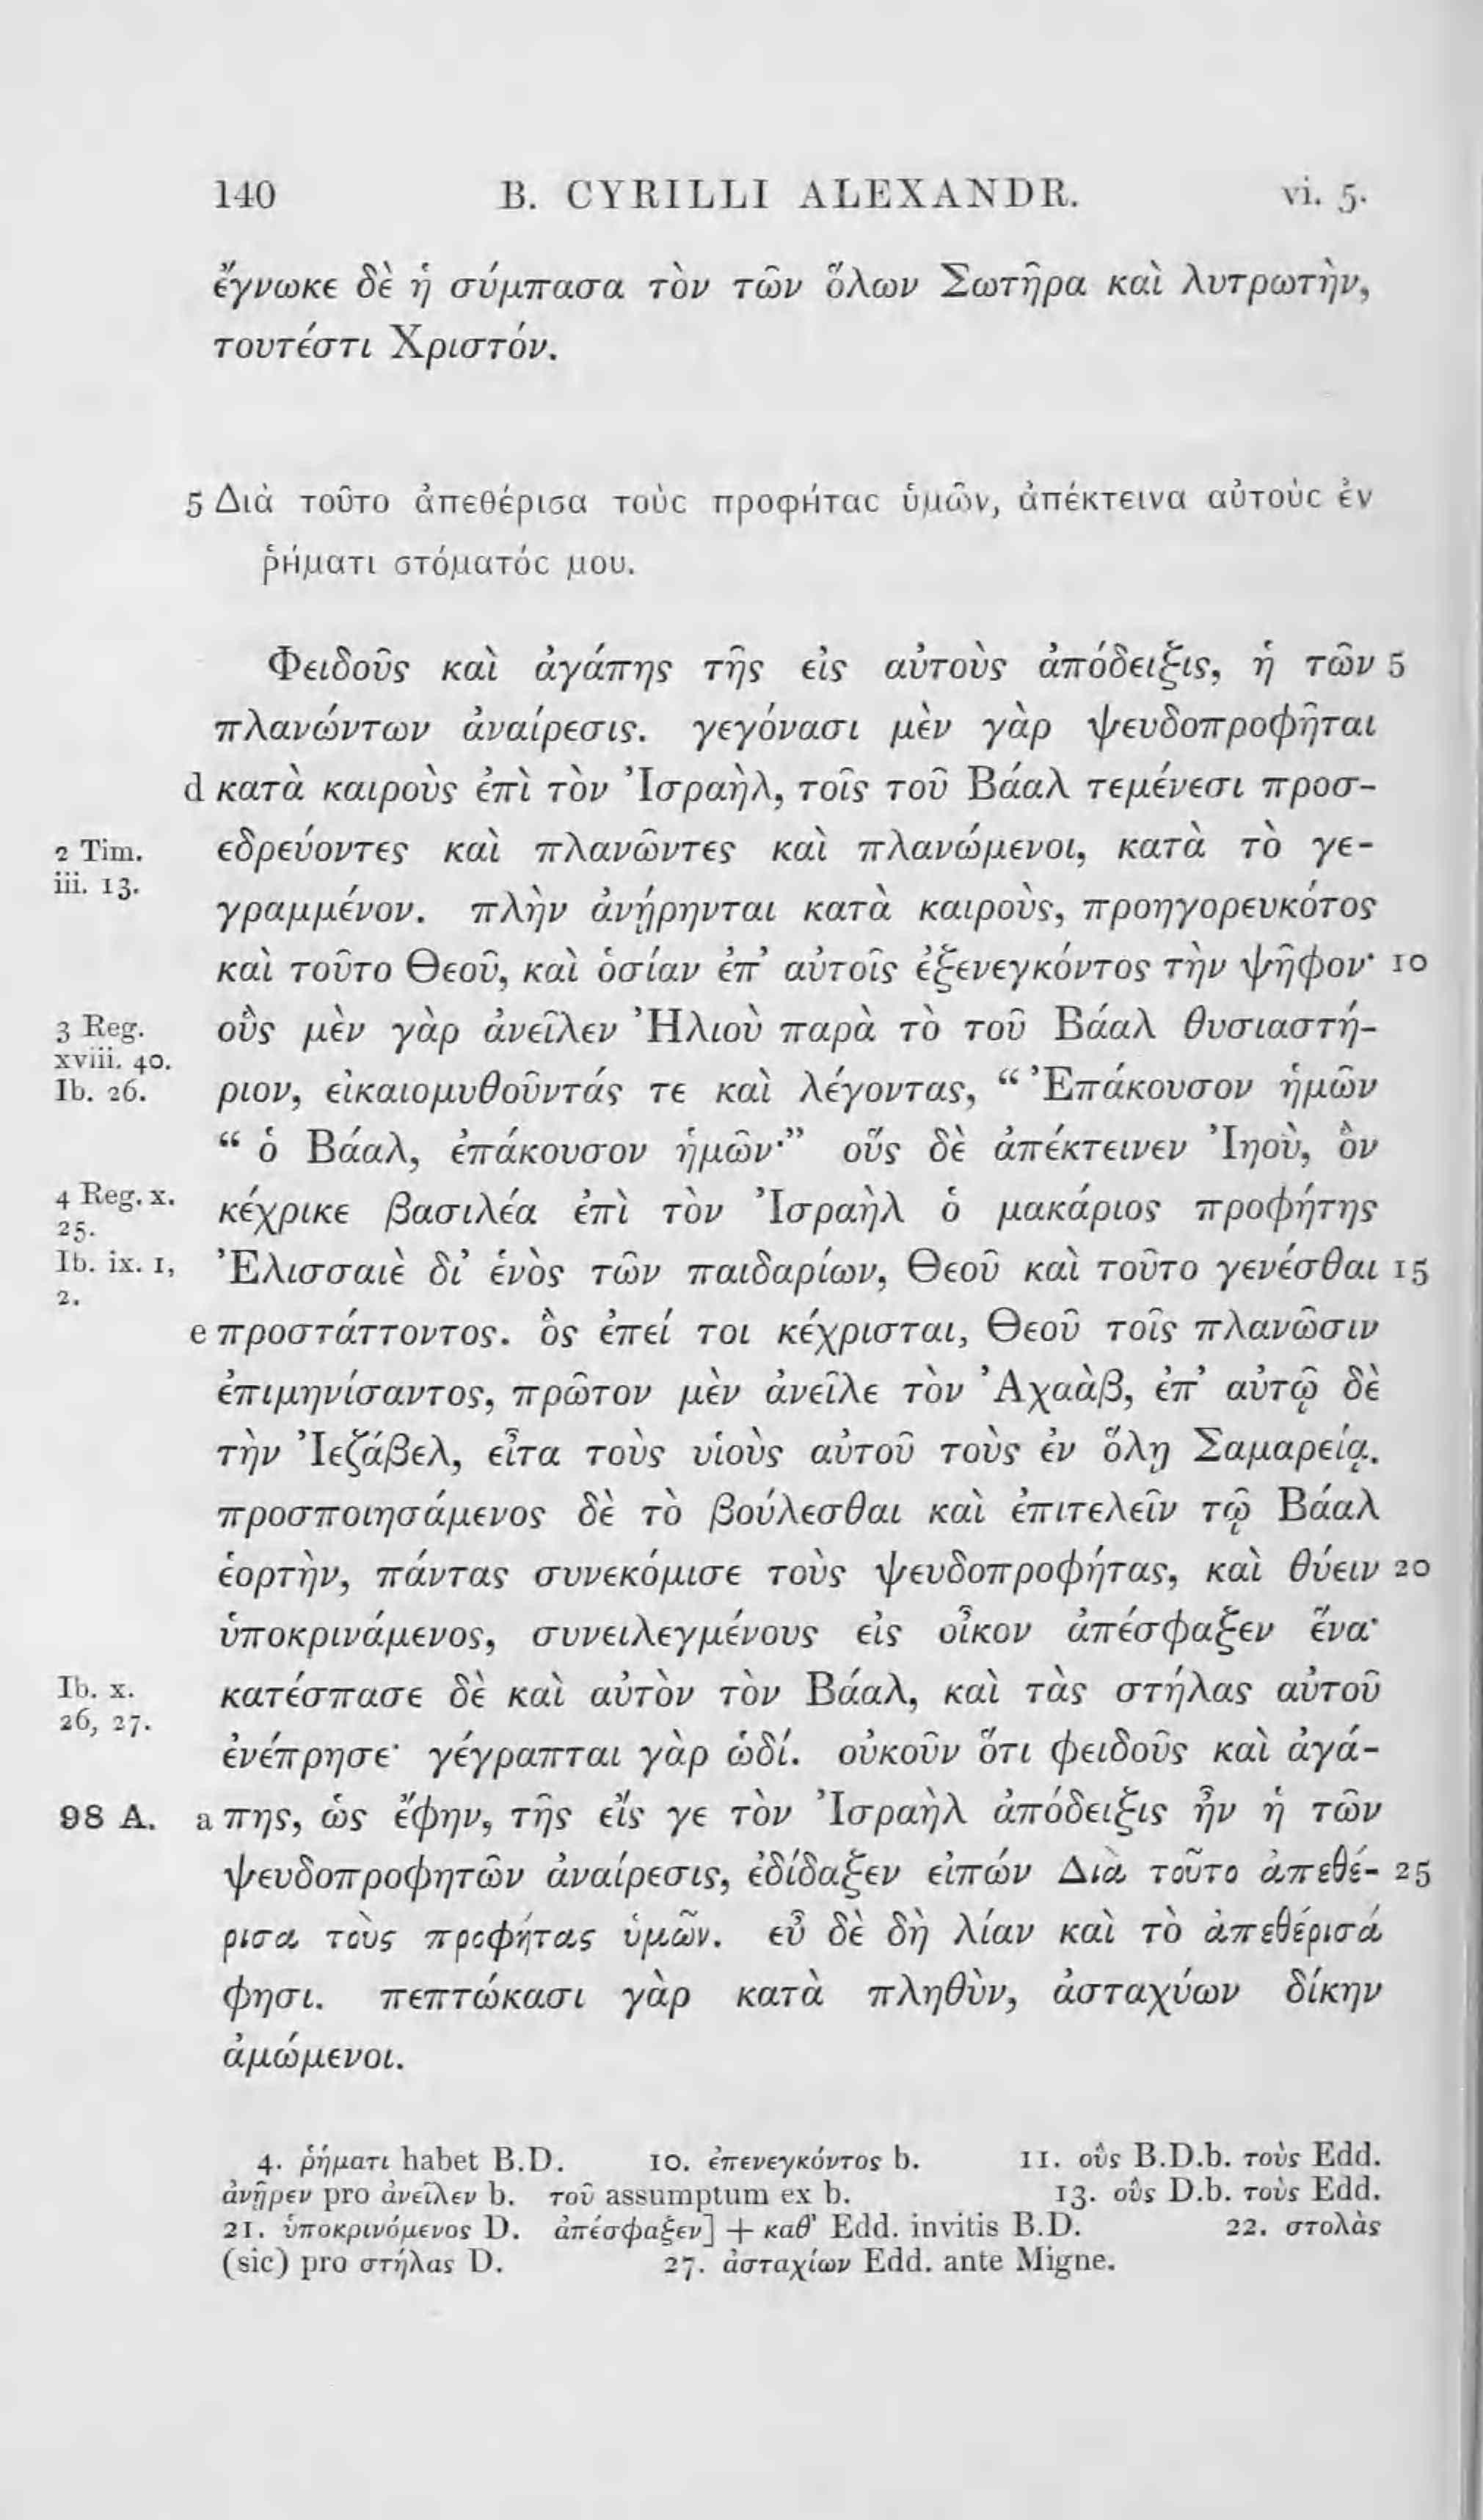 140 B. CYRILLI ALEXANDR. vi. 5.
ἔγνωκε δὲ ἡ σύμπασα τὸν τῶν ὅλων Σωτῆρα καὶ λυτρωτὴν,
τουτέστι Χριστόν.
5 Διὰ τοῦτο ἀπεθέρισα τοὺς προφήτας ὑμῶν, ἀπέκτεινα αὐτοὺς ἐν
ῥήματι στόματός μου.
Φειδοῦς καὶ ἀγάπης τῆς εἰς αὐτοὺς ἀπόδειξις, ἡ τῶν 5
πλανώντων ἀναίρεσις. γεγόνασι μὲν γὰρ ψευδοπροφῆται
d κατὰ καιροὺς ἐπὶ τὸν Ἰσραὴλ, τοῖς τοῦ Βάαλ τεμένεσι προσ-
2 Tim. εδρεύοντες καὶ πλανῶντες καὶ πλανώμενοι, κατὰ τὸ γε-
iii. 13. γραμμένον. πλὴν ἀνῄρηνται κατὰ καιροὺς, προηγορευκότος
καὶ τοῦτο Θεοῦ, καὶ ὁσίαν ἐπ’ αὐτοῖς ἐξενεγκόντος τὴν ψῆφον· 10
3 Reg. οὓς μὲν γὰρ ἀνεῖλεν Ἠλιοὺ παρὰ τὸ τοῦ Βάαλ θυσιαστή-
xviii. 40.
Ib. 26. ριον, εἰκαιομυθοῦντάς τε καὶ λέγοντας, “ Ἐπάκουσον ἡμῶν
“ ὁ Βάαλ, ἐπάκουσον ἡμῶν·” οὕς δὲ ἀπέκτεινεν Ἰηοὺ, ὃν
4 Reg. x. κέχρικε βασιλέα ἐπὶ τὸν Ἰσραὴλ ὁ μακάριος προφήτης
25.
Ib. ix. 1, Ἐλισσαιὲ δι’ ἑνὸς τῶν παιδαρίων, Θεοῦ καὶ τοῦτο γενέσθαι 15
2.
e προστάττοντος. ὃς ἐπεί τοι κέχρισται, Θεοῦ τοῖς πλανῶσιν
ἐπιμηνίσαντος, πρῶτον μὲν ἀνεῖλε τὸν Ἀχαὰβ, ἐπ’ αὐτῷ δὲ
τὴν Ἰεζάβελ, εἶτα τοὺς υἱοὺς αὐτοῦ τοὺς ἐν ὅλῃ Σαμαρείᾳ.
προσποιησάμενος δὲ τὸ βούλεσθαι καὶ ἐπιτελεῖν τῷ Βάαλ
ἑορτὴν, πάντας συνεκόμισε τοὺς ψευδοπροφήτας, καὶ θύειν 20
ὑποκρινάμενος, συνειλεγμένους εἰς οἶκον ἀπέσφαξεν ἕνα·
Ib. x. κατέσπασε δὲ καὶ αὐτὸν τὸν Βάαλ, καὶ τὰς στήλας αὐτοῦ
26, 27.
ἐνέπρησε· γέγραπται γὰρ ὡδί. οὐκοῦν ὅτι φειδοῦς καὶ ἀγά-
98 A. a πης, ὡς ἔφην, τῆς εἴς γε τὸν Ἰσραὴλ ἀπόδειξις ἦν ἡ τῶν
ψευδοπροφητῶν ἀναίρεσις, ἐδίδαξεν εἰπών Διὰ τοῦτο ἀπεθέ- 25
ρισα τοὺς προφήτας ὑμῶν. εὖ δὲ δὴ λίαν καὶ τὸ ἀπεθέρισά
φησι. πεπτώκασι γὰρ κατὰ πληθὺν, ἀσταχύων δίκην
ἀμώμενοι.
4. ῥήματι habet B.D. 10. ἐπενεγκόντος b. 11. οὓς B.D.b. τοὺς Edd.
ἀνῇρεν pro ἀνεῖλεν b. τοῦ assumptum ex b. 13. οὓς D.b. τοὺς Edd.
21. ὑποκρινόμενος D. ἀπέσφαξεν] + καθ’ Edd. invitis B.D. 22. στολὰς
(sic) pro στήλας D. 27. ἀσταχίων Edd. ante Migne.